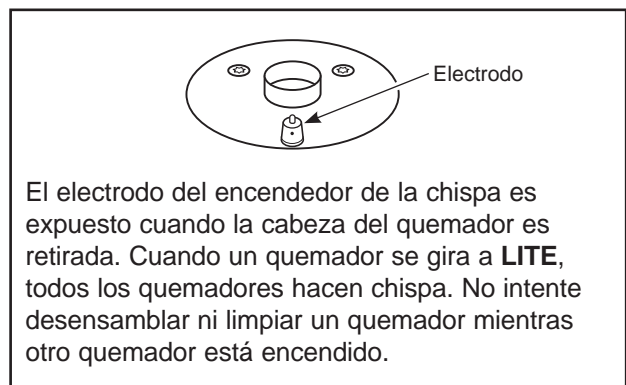 Electrodo
El electrodo del encendedor de la chispa es
expuesto cuando la cabeza del quemador es
retirada. Cuando un quemador se gira a LITE,
todos los quemadores hacen chispa. No intente
desensamblar ni limpiar un quemador mientras
otro quemador está encendido.